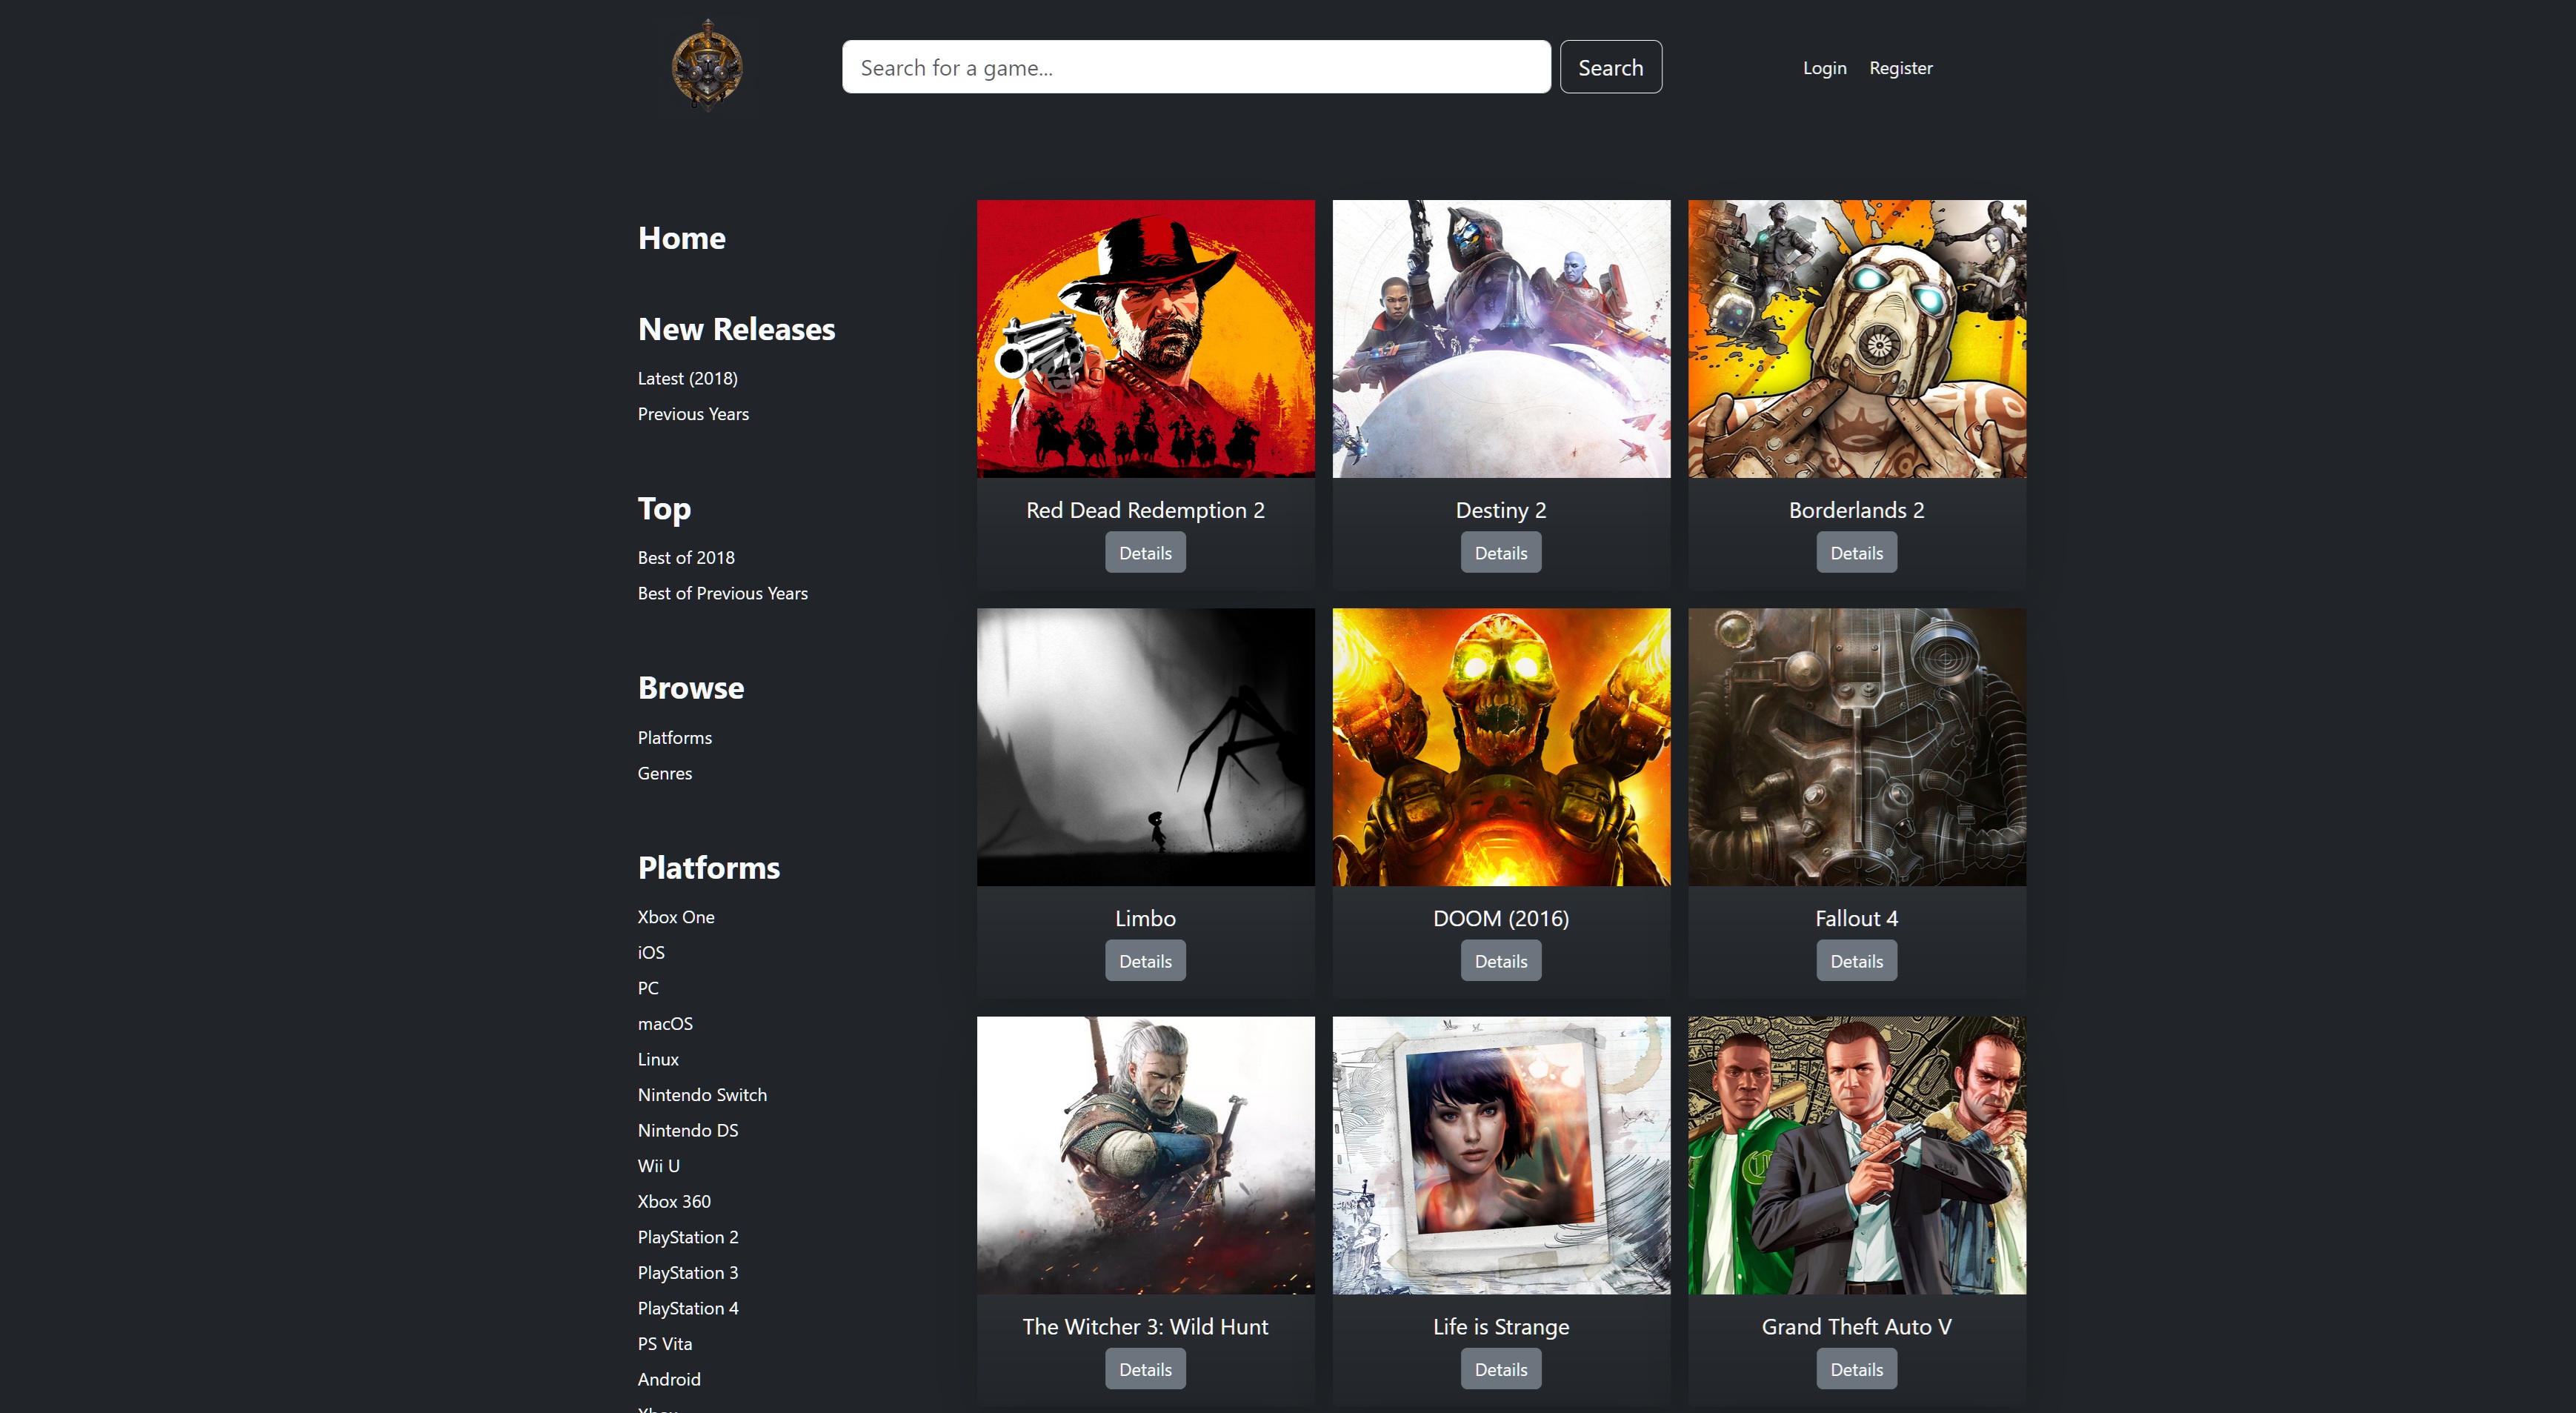 Search for a game...
Search
Login
Register
Home
New Releases
Latest (2018)
Previous Years
Top
Best of 2018
Best of Previous Years
Browse
Platforms
Genres
Platforms
Xbox One
iOS
PC
macOS
Linux
Nintendo Switch
Nintendo DS
Wii U
Xbox 360
PlayStation 2
PlayStation 3
PlayStation 4
PS Vita
Android
Red Dead Redemption 2
Details
Destiny 2
Details
Borderlands 2
Details
Limbo
Details
DOOM (2016)
Details
Fallout 4
Details
The Witcher 3: Wild Hunt
Details
Life is Strange
Details
Grand Theft Auto V
Details